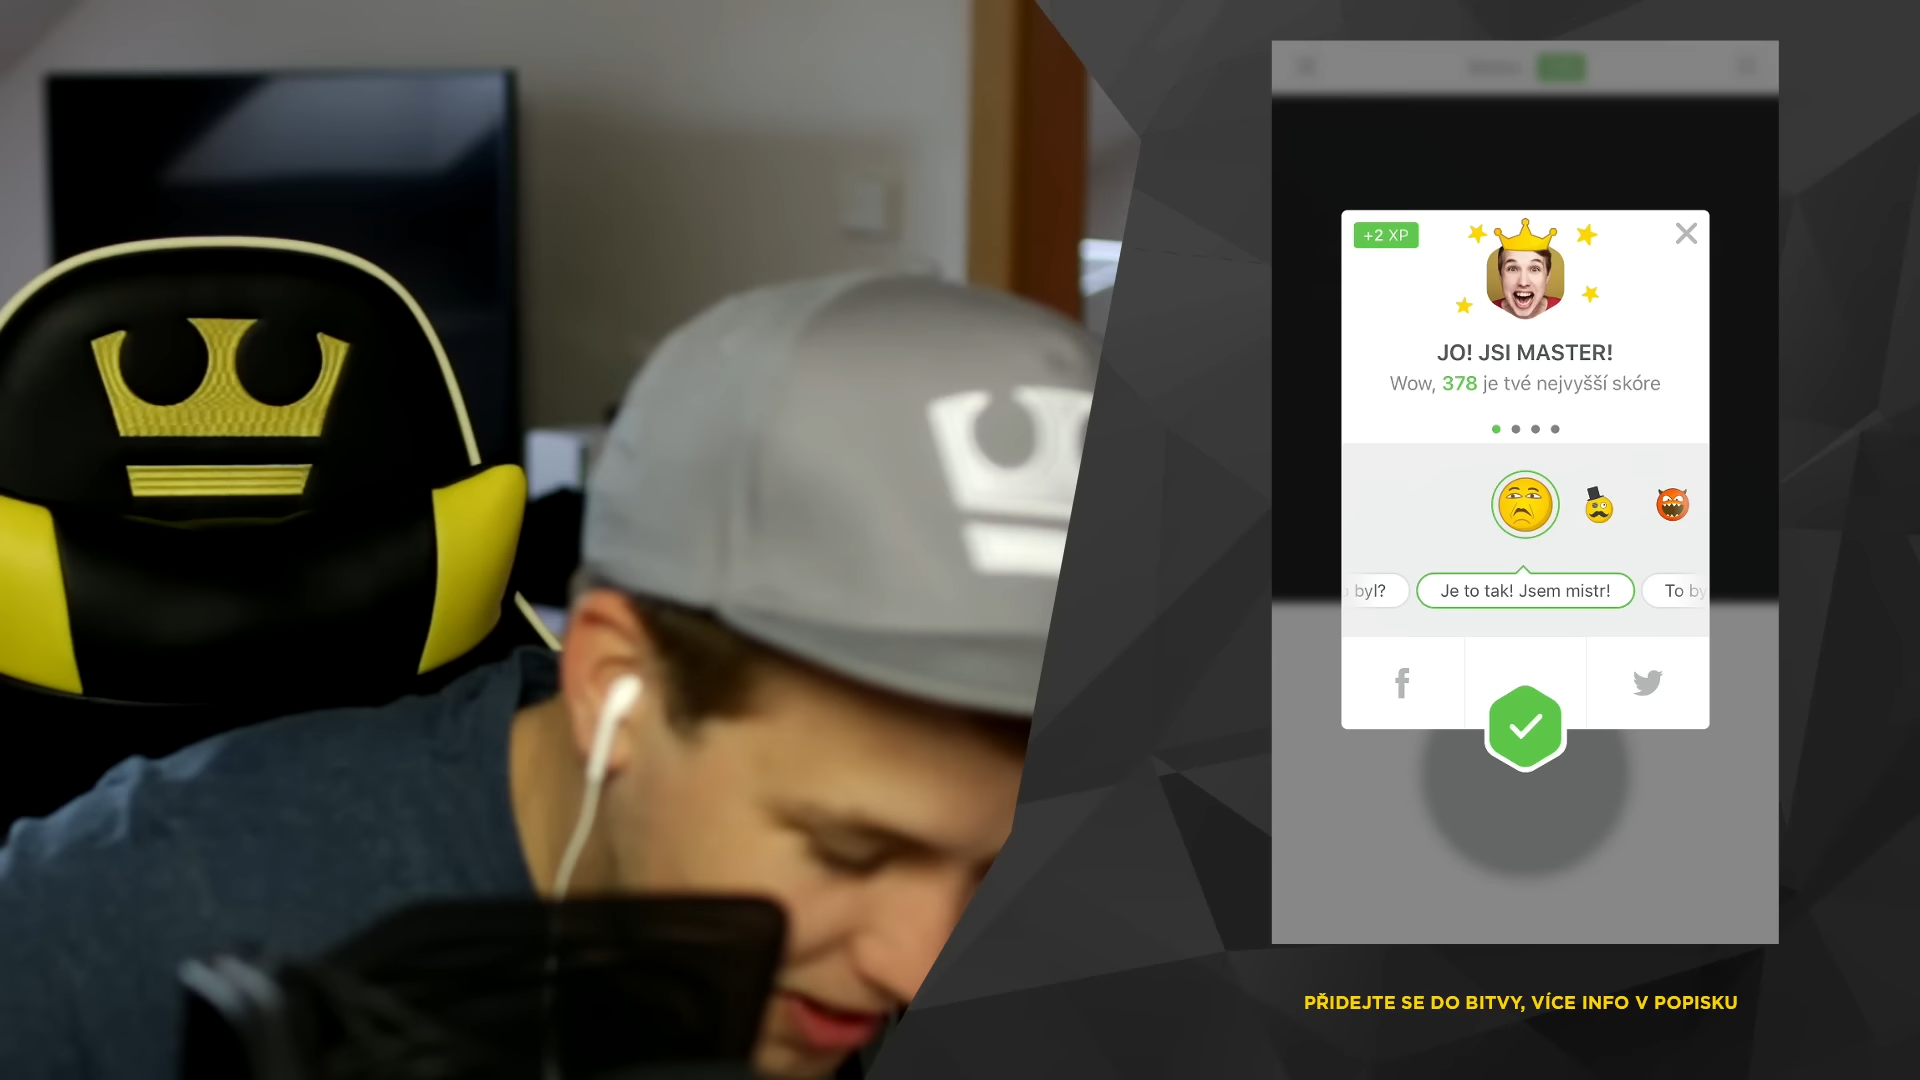 +2 XP
JO! JSI MASTER!
Wow, 378 je tvé nejvyšší skóre
byl?
Je to tak! Jsem mistr!
To by
PŘIDEJTE SE DO BITVY, VÍCE INFO V POPISKU